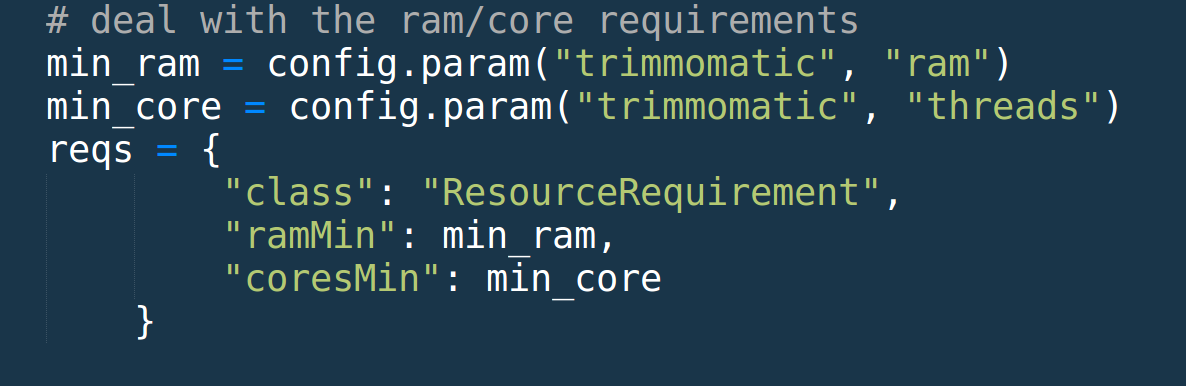 # deal with the ram/core requirements
min_ram = config.param("trimmomatic", "ram")
min_core = config.param("trimmomatic", "threads")
reqs = {
"class": "ResourceRequirement",
"ramMin": min_ram,
"coresMin": min_core
}